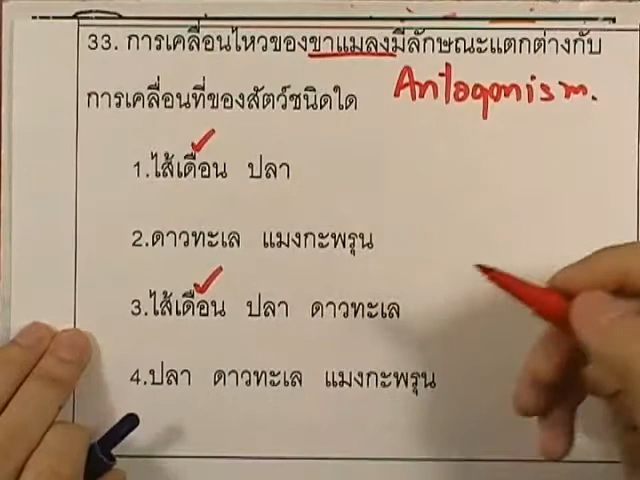 33. การเคลื่อนไหวของขาแมลงมีลักษณะแตกต่างกับ
การเคลื่อนที่ของสัตว์ชนิดใด
Antagonism.
1.ไส้เดือน ปลา
2.ดาวทะเล แมงกะพรุน
3.ไส้เดือน ปลา ดาวทะเล
4.ปลา ดาวทะเล แมงกะพรุน